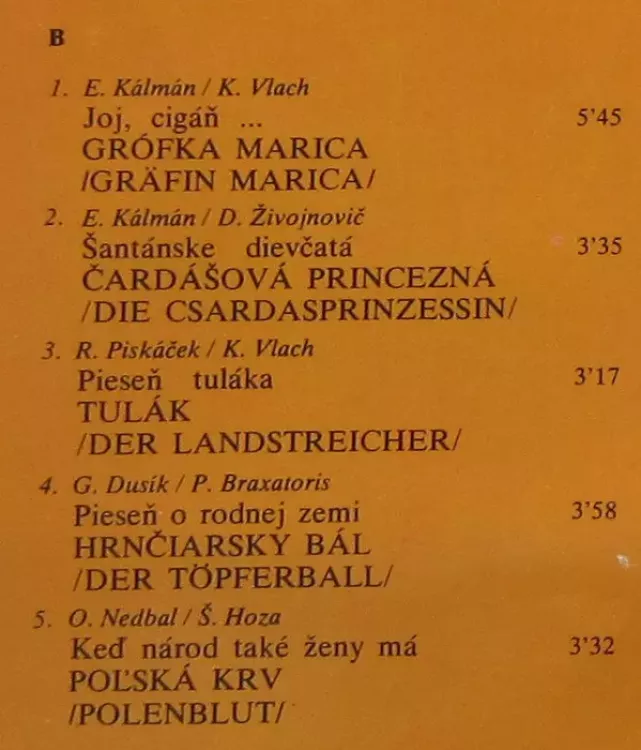 B
1. E. Kálmán / K. Vlach
Joj, cigáň ... 5'45
GRÓFKA MARICA
/GRÄFIN MARICA/
2. E. Kálmán / D. Živojnovič
Šantánske dievčatá 3'35
ČARDÁŠOVÁ PRINCEZNÁ
/DIE CSARDASPRINZESSIN/
3. R. Piskáček / K. Vlach
Pieseň tuláka 3'17
TULÁK
/DER LANDSTREICHER/
4. G. Dusík / P. Braxatoris
Pieseň o rodnej zemi 3'58
HRNČIARSKY BÁL
/DER TÖPFERBALL/
5. O. Nedbal / Š. Hoza
Keď národ také ženy má 3'32
POĽSKÁ KRV
/POLENBLUT/